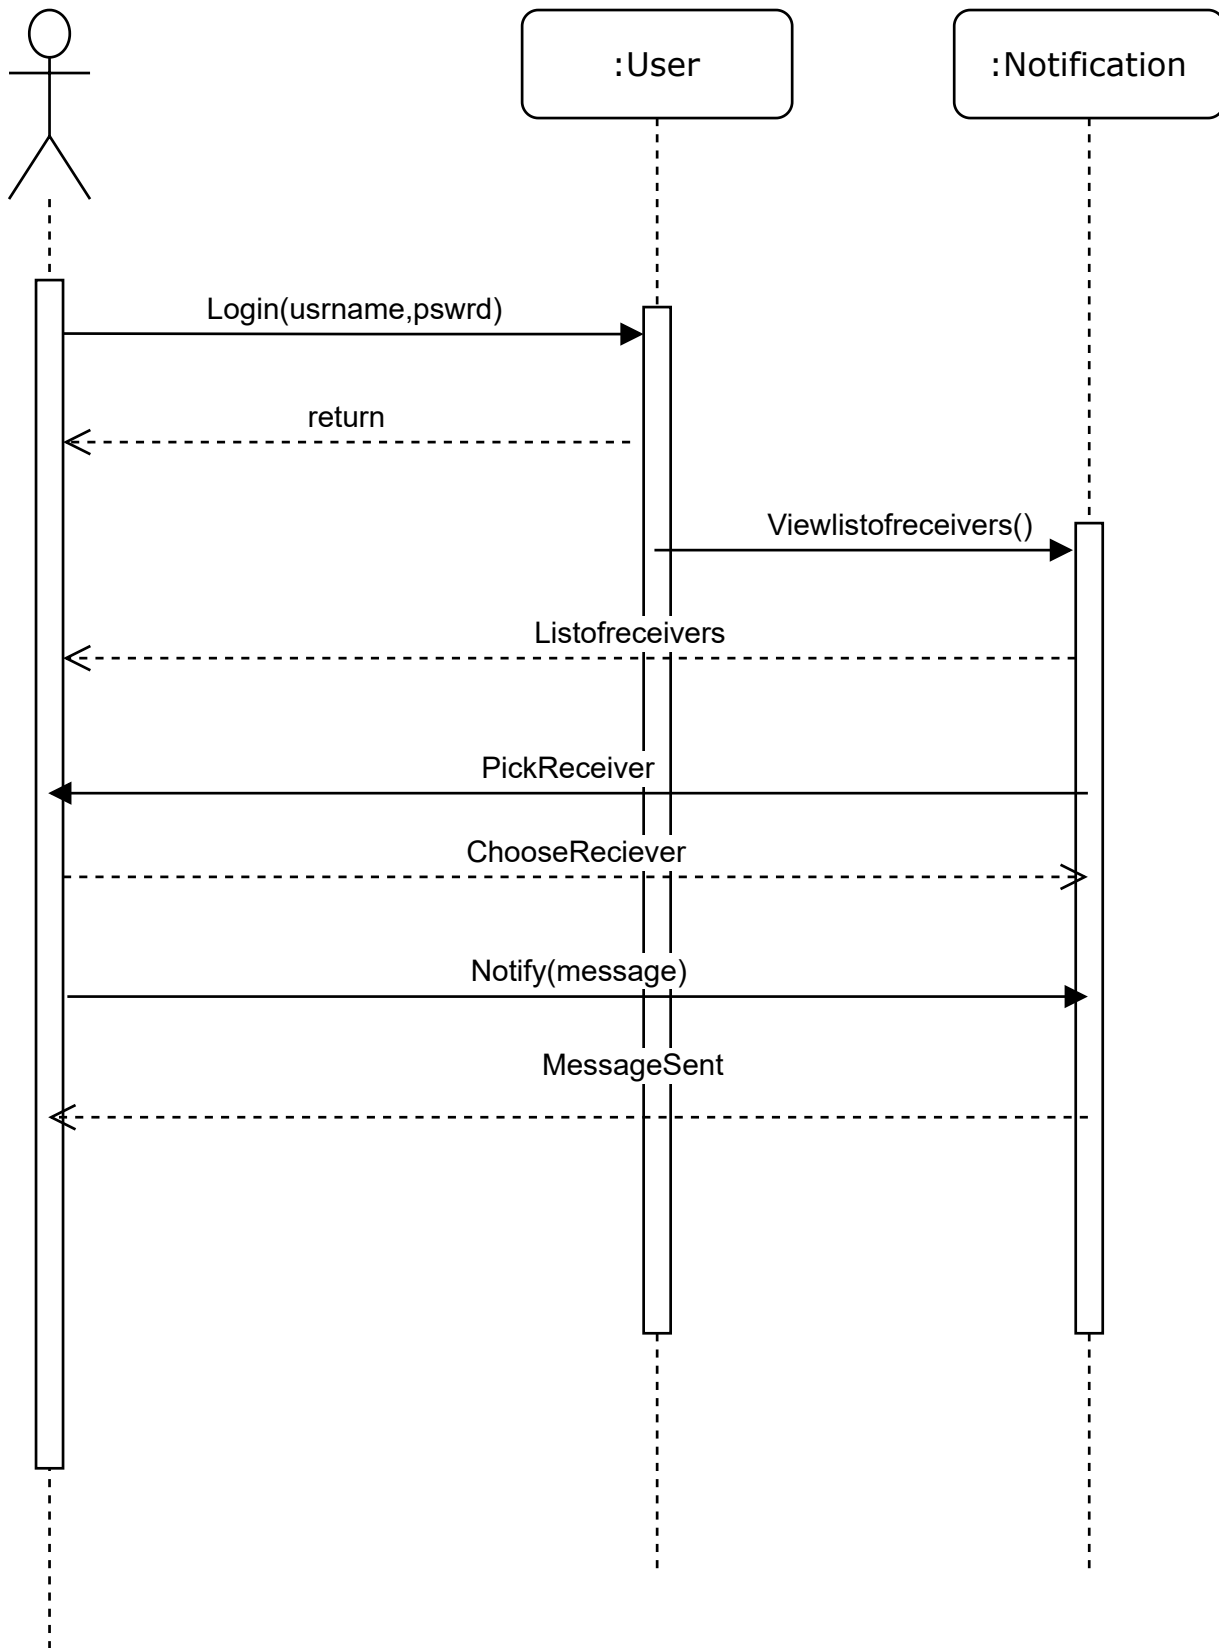 :User
:Notification
Login(usrname,pswrd)
return
Viewlistofreceivers()
Listofreceivers
PickReceiver
ChooseReciever
Notify(message)
MessageSent